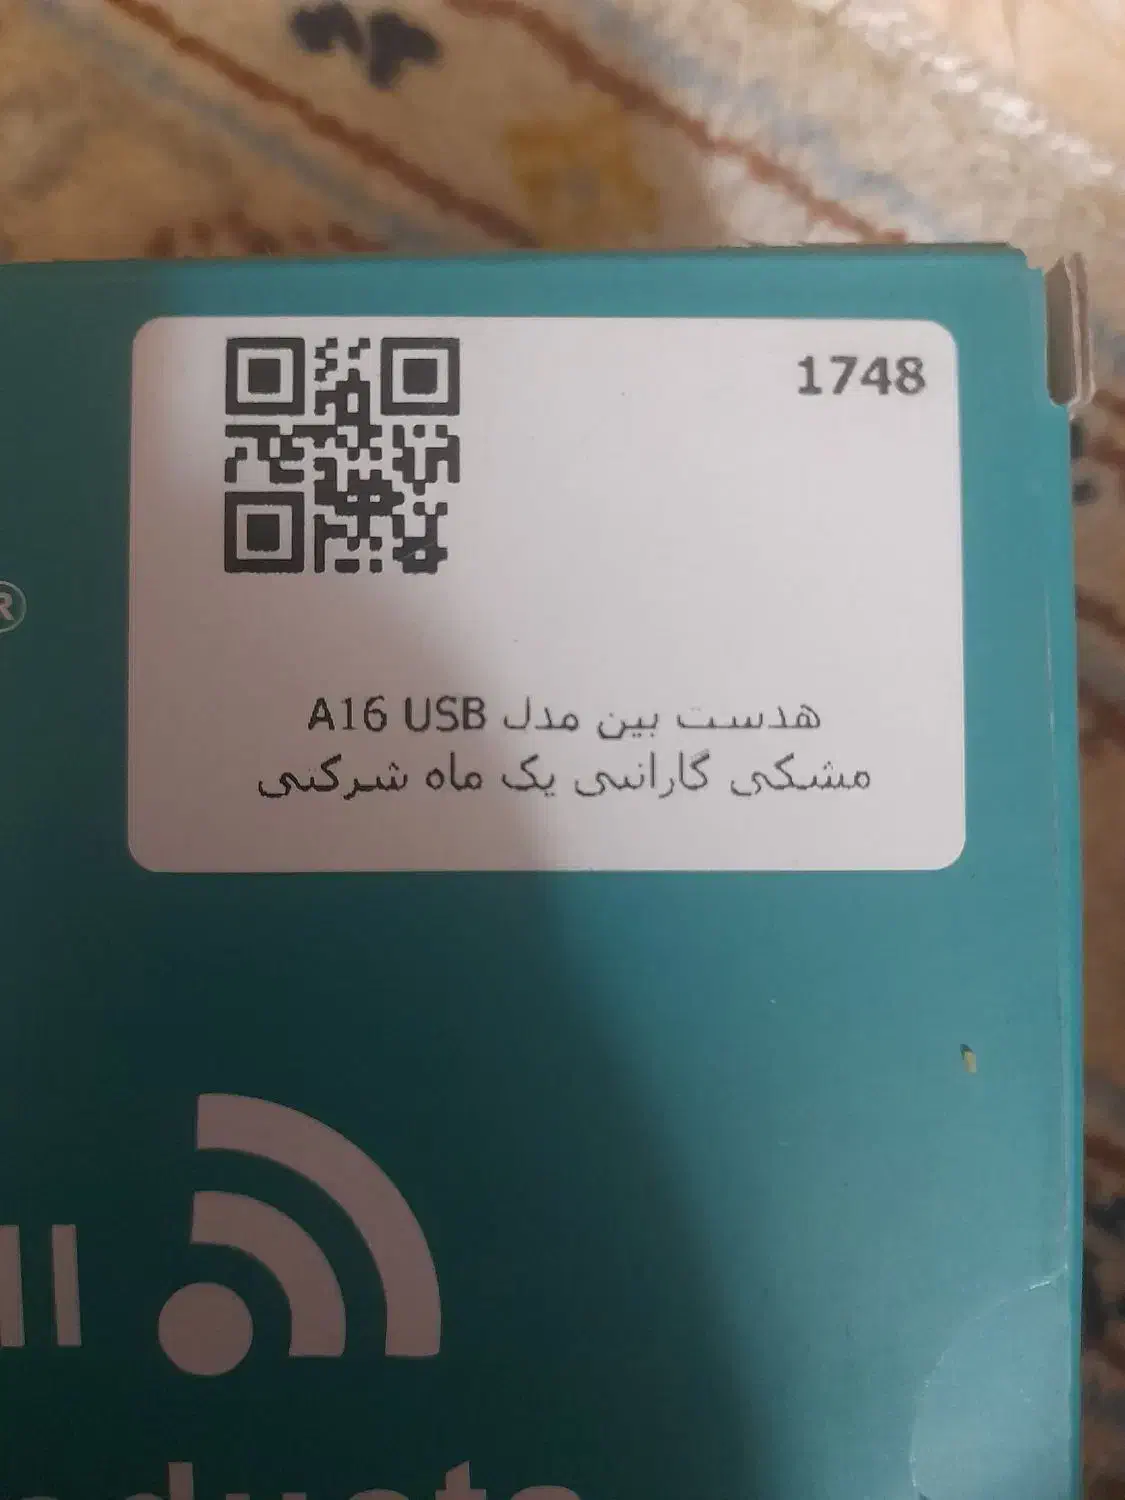 1748
هدست بین مدل A16 USB
مشکی گارانتی یک ماه شرکتی
®